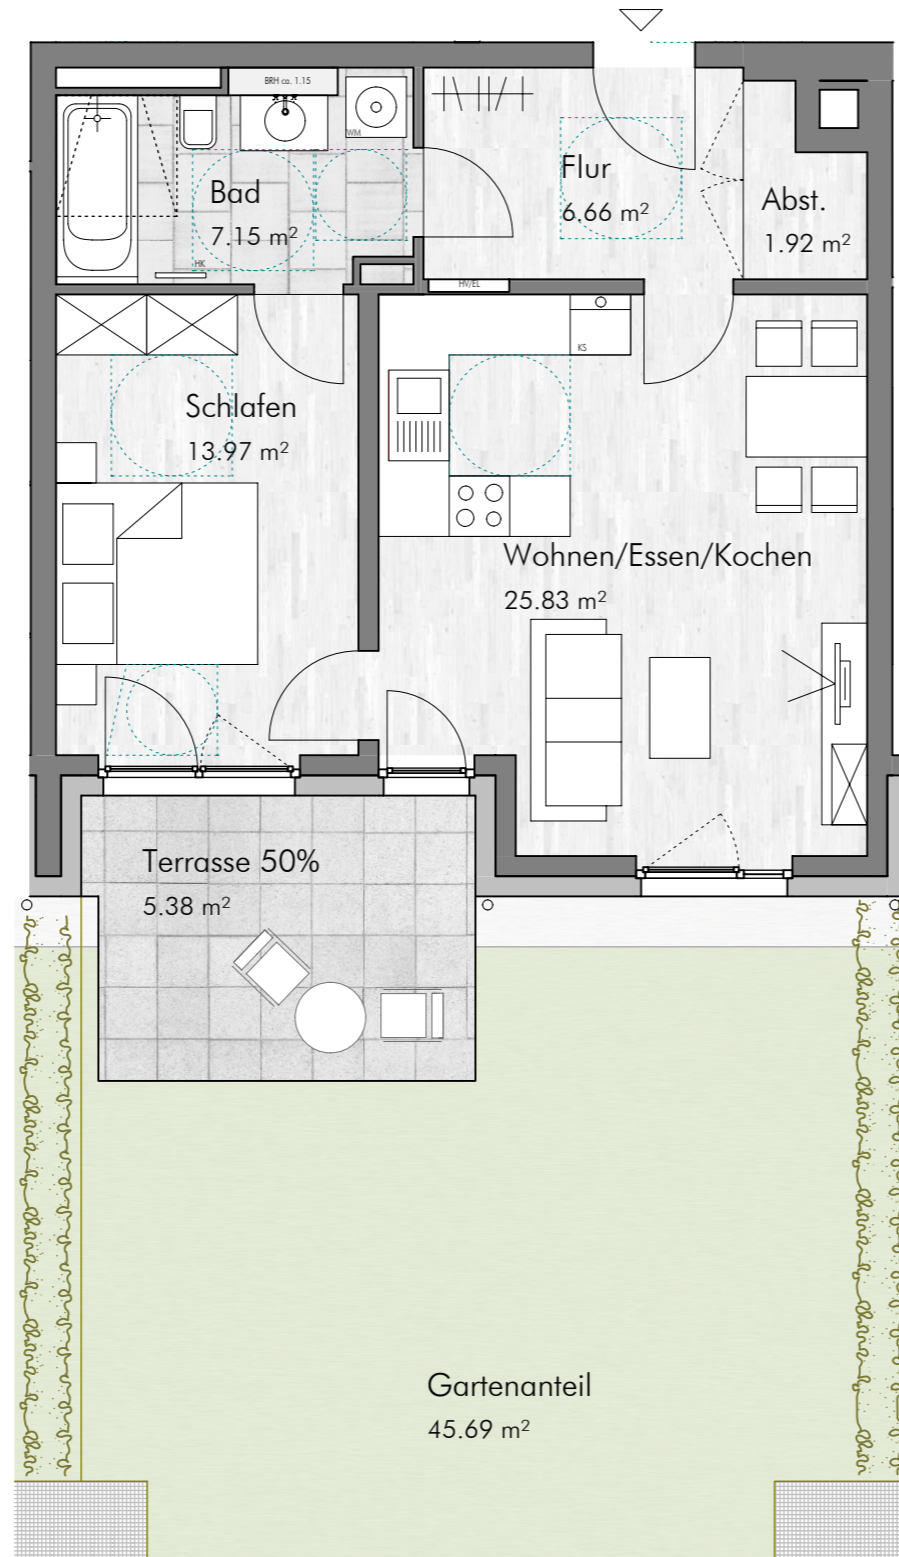 BRH ca. 1.15
WM
Bad
7.15 m²
HK
Flur
6.66 m²
Abst.
1.92 m²
HV/EL
KS
Schlafen
13.97 m²
Wohnen/Essen/Kochen
25.83 m²
Terrasse 50%
5.38 m²
Gartenanteil
45.69 m²